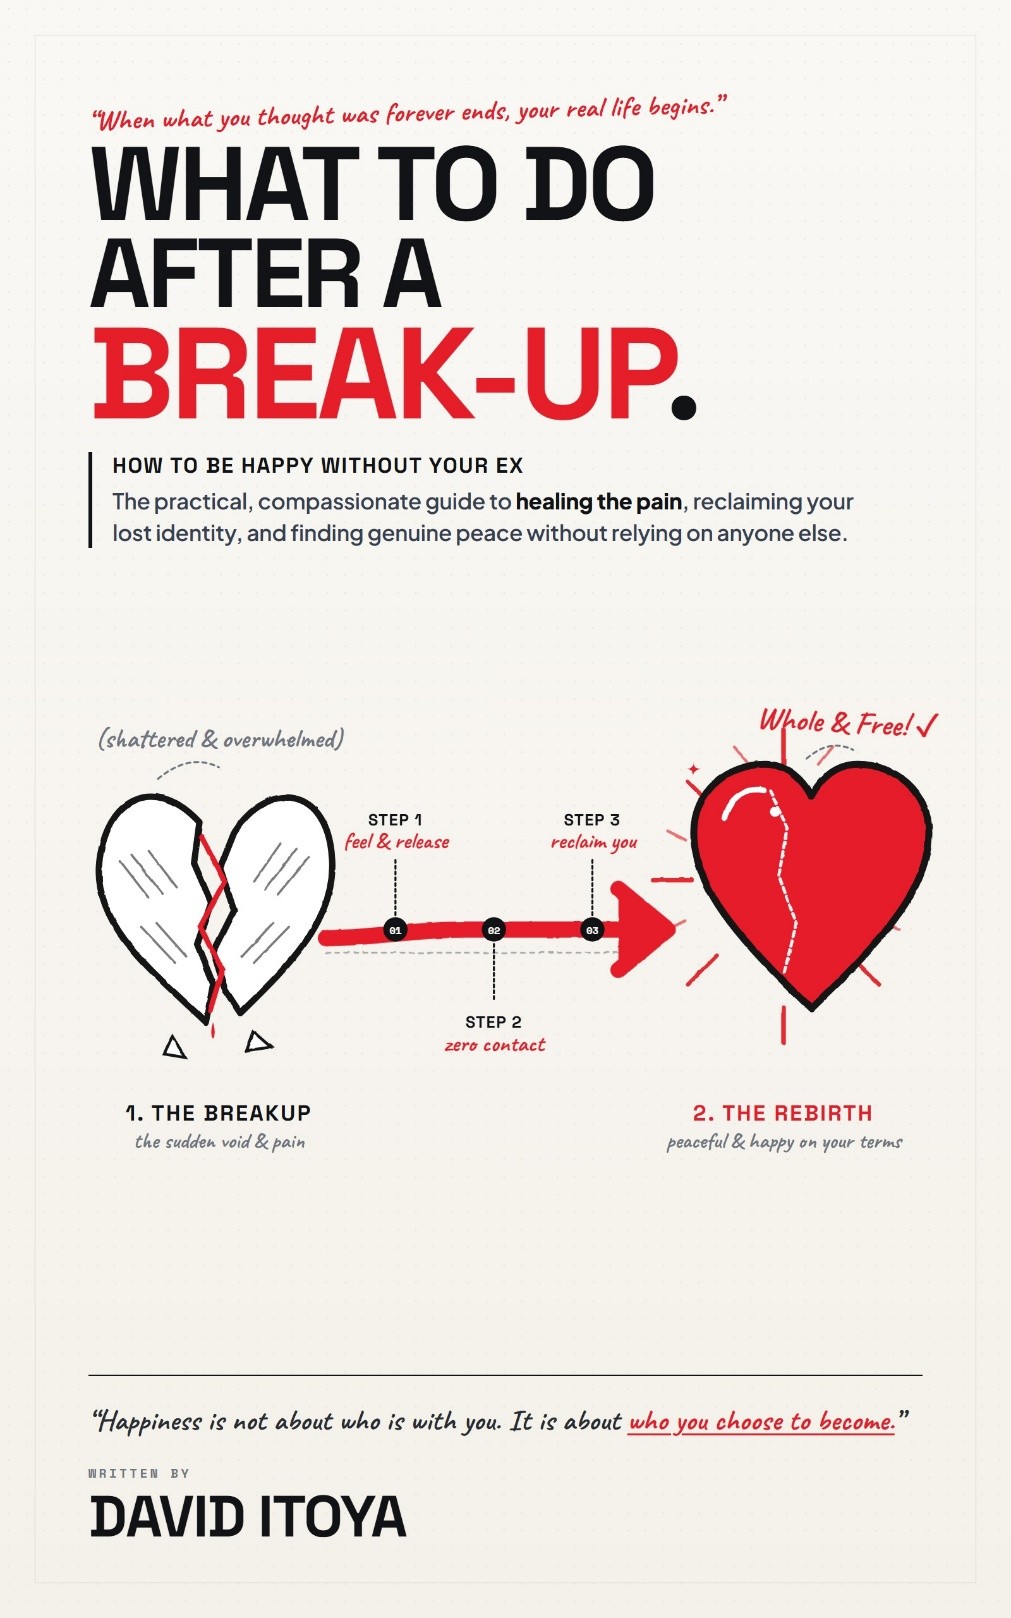 “When what you thought was forever ends, your real life begins.”
WHAT TO DO
AFTER A
BREAK-UP.
HOW TO BE HAPPY WITHOUT YOUR EX
The practical, compassionate guide to healing the pain, reclaiming your
lost identity, and finding genuine peace without relying on anyone else.
(shattered & overwhelmed)
Whole & Free! ✓
STEP 1
feel & release
STEP 3
reclaim you
01
02
03
STEP 2
zero contact
1. THE BREAKUP
the sudden void & pain
2. THE REBIRTH
peaceful & happy on your terms
“Happiness is not about who is with you. It is about who you choose to become.”
WRITTEN BY
DAVID ITOYA